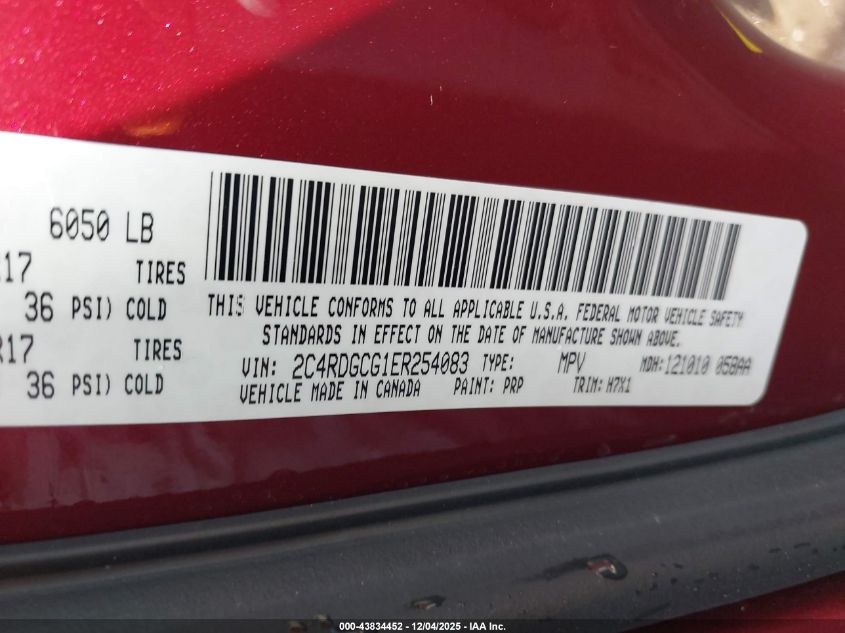 6050 LB
17 TIRES
36 PSI) COLD
R17 TIRES
36 PSI) COLD
THIS VEHICLE CONFORMS TO ALL APPLICABLE U.S.A. FEDERAL MOTOR VEHICLE SAFETY
STANDARDS IN EFFECT ON THE DATE OF MANUFACTURE SHOWN ABOVE.
VIN: 2C4RDGCG1ER254083 TYPE: MPV MDH:121010 058AA
VEHICLE MADE IN CANADA PAINT: PRP TRIM: H7X1
000-43834452 | 12/04/2025 - IAA Inc.